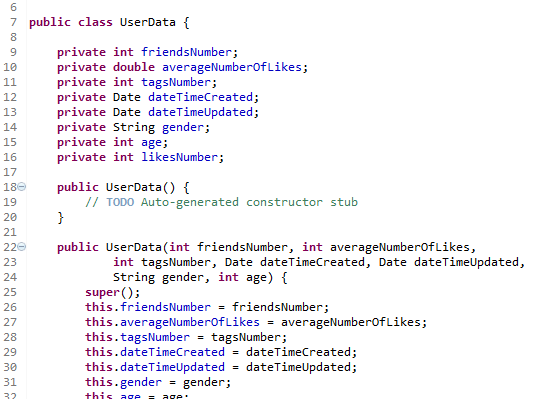 6
7 public class UserData {
8
9 private int friendsNumber;
10 private double averageNumberOfLikes;
11 private int tagsNumber;
12 private Date dateTimeCreated;
13 private Date dateTimeUpdated;
14 private String gender;
15 private int age;
16 private int likesNumber;
17
18 public UserData() {
19 // TODO Auto-generated constructor stub
20 }
21
22 public UserData(int friendsNumber, int averageNumberOfLikes,
23 int tagsNumber, Date dateTimeCreated, Date dateTimeUpdated,
24 String gender, int age) {
25 super();
26 this.friendsNumber = friendsNumber;
27 this.averageNumberOfLikes = averageNumberOfLikes;
28 this.tagsNumber = tagsNumber;
29 this.dateTimeCreated = dateTimeCreated;
30 this.dateTimeUpdated = dateTimeUpdated;
31 this.gender = gender;
32 this.age = age;